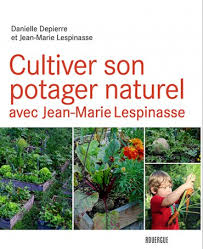 Danielle Depierre
et Jean-Marie Lespinasse
Cultiver son
potager naturel
avec Jean-Marie Lespinasse
ROUERGUE